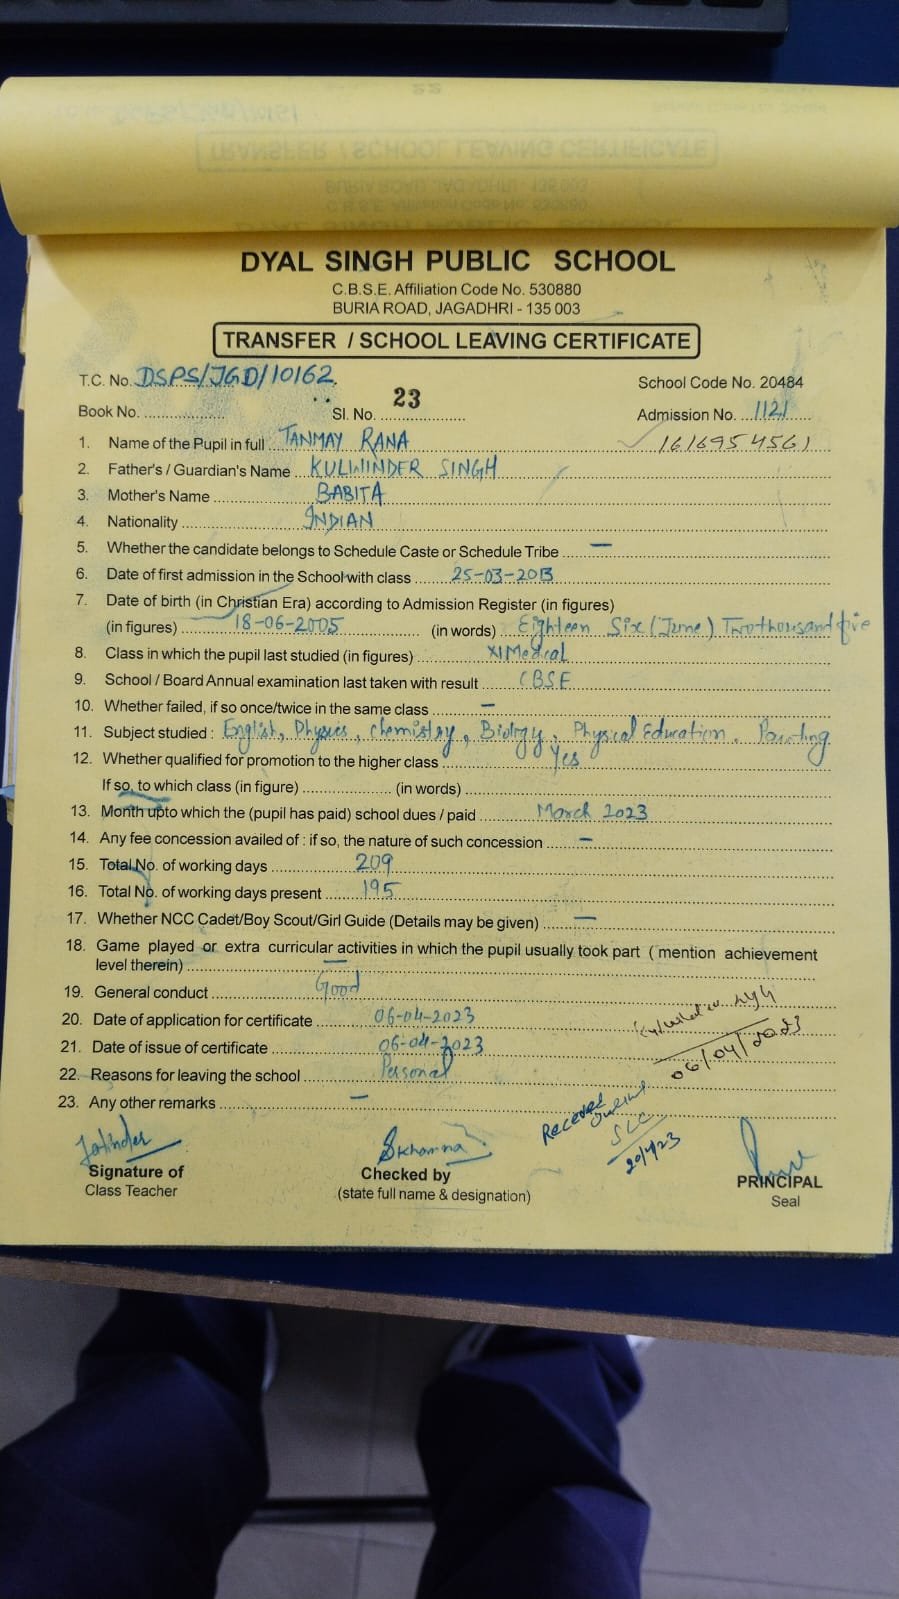 DYAL SINGH PUBLIC SCHOOL
C.B.S.E. Affiliation Code No. 530880
BURIA ROAD, JAGADHRI - 135 003
TRANSFER / SCHOOL LEAVING CERTIFICATE
T.C. No. DSPS/JGD/10162. School Code No. 20484
Book No. Sl. No. 23 Admission No. 1121
1. Name of the Pupil in full TANMAY RANA 1616954561
2. Father's / Guardian's Name KULWINDER SINGH
3. Mother's Name BABITA
4. Nationality INDIAN
5. Whether the candidate belongs to Schedule Caste or Schedule Tribe —
6. Date of first admission in the School with class 25-03-2013
7. Date of birth (in Christian Era) according to Admission Register (in figures)
(in figures) 18-06-2005 (in words) Eighteen Six (June) Two thousand five
8. Class in which the pupil last studied (in figures) XI Medical
9. School / Board Annual examination last taken with result CBSE
10. Whether failed, if so once/twice in the same class —
11. Subject studied : English, Physics, Chemistry, Biology, Physical Education, Painting
12. Whether qualified for promotion to the higher class Yes
If so, to which class (in figure) (in words)
13. Month upto which the (pupil has paid) school dues / paid March 2023
14. Any fee concession availed of : if so, the nature of such concession —
15. Total No. of working days 209
16. Total No. of working days present 195
17. Whether NCC Cadet/Boy Scout/Girl Guide (Details may be given) —
18. Game played or extra curricular activities in which the pupil usually took part ( mention achievement
level therein) —
19. General conduct Good
20. Date of application for certificate 06-04-2023
21. Date of issue of certificate 06-04-2023
06/04/2023
22. Reasons for leaving the school Personal
23. Any other remarks —
Received
SLC
20/4/23
Signature of Checked by PRINCIPAL
Class Teacher (state full name & designation) Seal